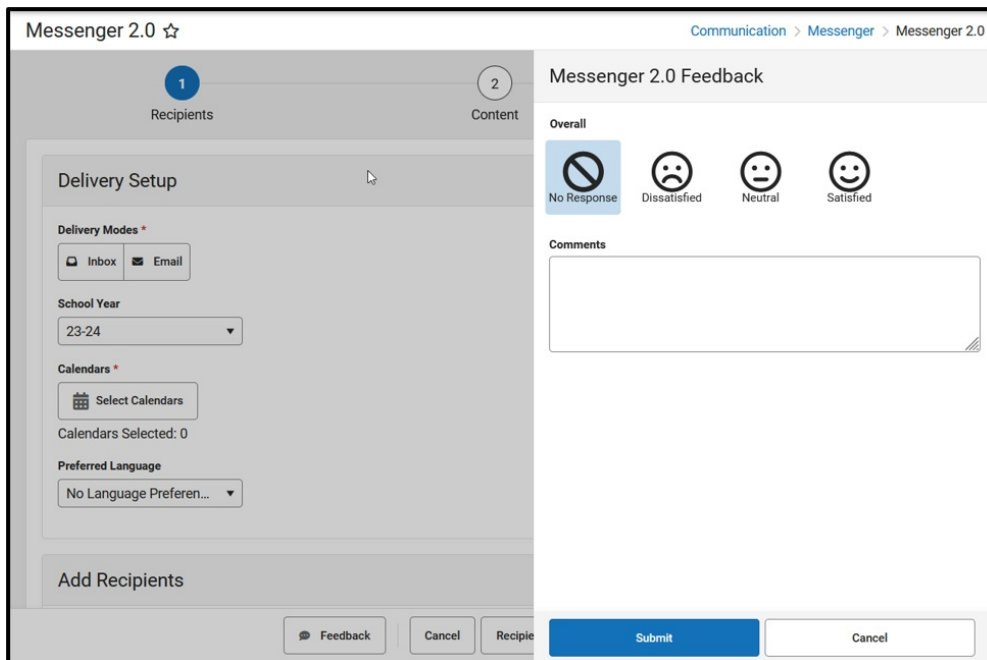 Messenger 2.0
Communication > Messenger > Messenger 2.0
1
Recipients
2
Content
Delivery Setup
Delivery Modes *
Inbox
Email
School Year
23-24
Calendars *
Select Calendars
Calendars Selected: 0
Preferred Language
No Language Preferen...
Add Recipients
Feedback
Cancel
Recipie
Messenger 2.0 Feedback
Overall
No Response
Dissatisfied
Neutral
Satisfied
Comments
Submit
Cancel